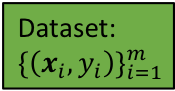 Dataset:
{(𝒙ᵢ, yᵢ)}ᵢ₌₁ᵐ